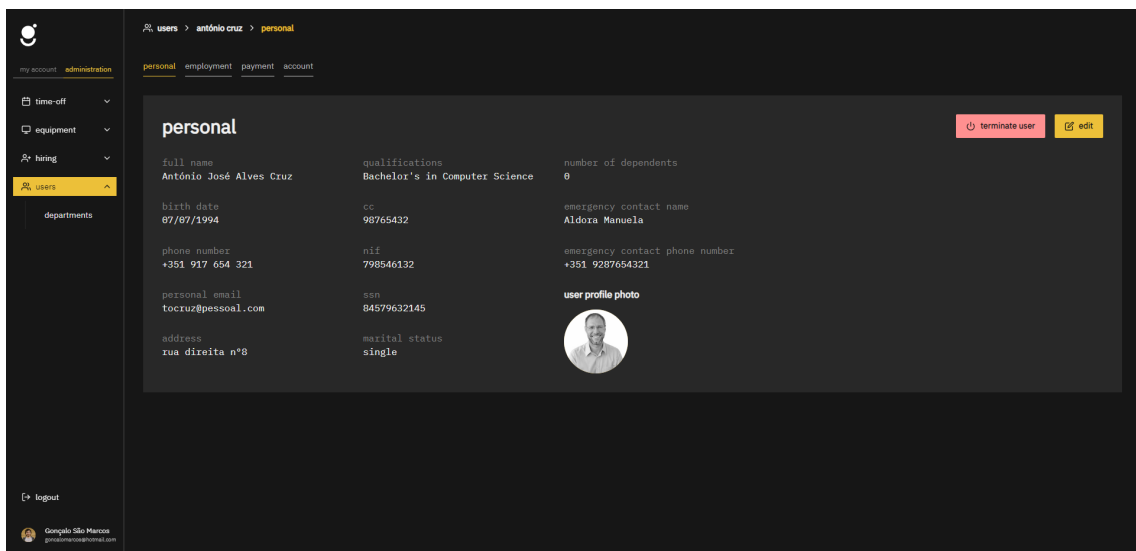 users > antónio cruz > personal
my account administration
personal employment payment account
time-off
equipment
hiring
users
departments
personal
terminate user
edit
full name
António José Alves Cruz
qualifications
Bachelor's in Computer Science
number of dependents
0
birth date
07/07/1994
cc
98765432
emergency contact name
Aldora Manuela
phone number
+351 917 654 321
nif
798546132
emergency contact phone number
+351 9287654321
personal email
tocruz@pessoal.com
ssn
84579632145
user profile photo
address
rua direita nº8
marital status
single
logout
Gonçalo São Marcos
goncalomarcos@hotmail.com